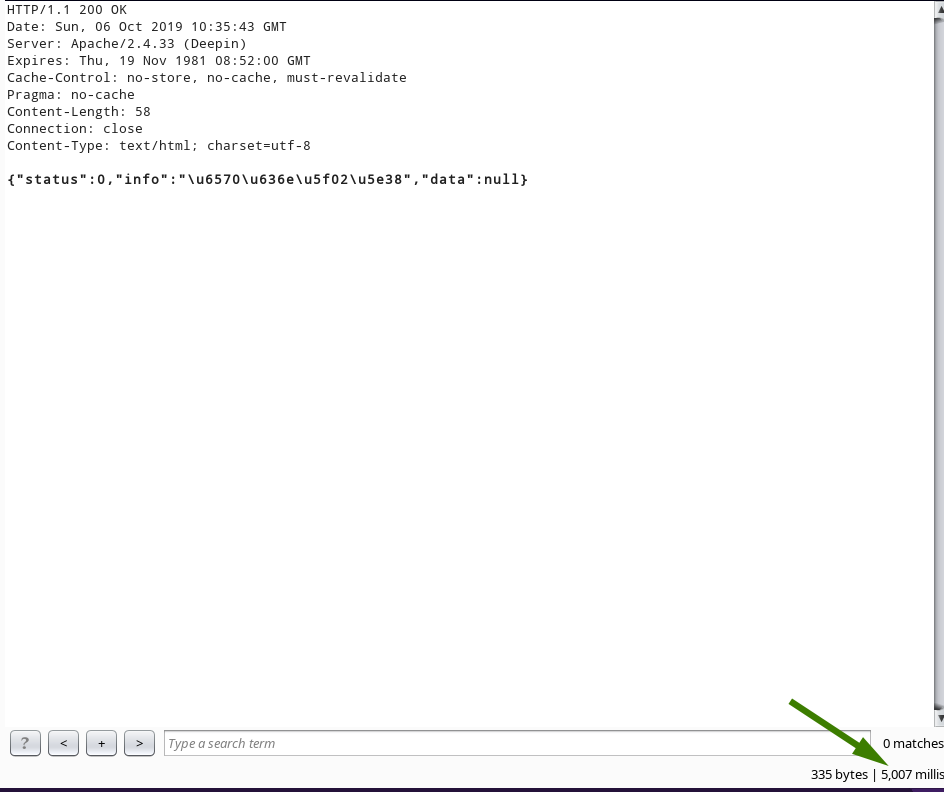 HTTP/1.1 200 OK
Date: Sun, 06 Oct 2019 10:35:43 GMT
Server: Apache/2.4.33 (Deepin)
Expires: Thu, 19 Nov 1981 08:52:00 GMT
Cache-Control: no-store, no-cache, must-revalidate
Pragma: no-cache
Content-Length: 58
Connection: close
Content-Type: text/html; charset=utf-8
{"status":0,"info":"\u6570\u636e\u5f02\u5e38","data":null}
? < + > Type a search term 0 matches
335 bytes | 5,007 millis